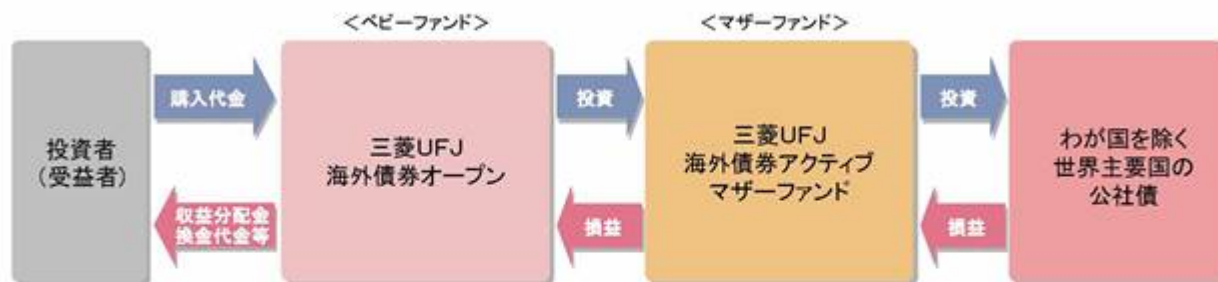 ＜ベビーファンド＞
＜マザーファンド＞
投資者
（受益者）
購入代金
収益分配金
換金代金等
三菱ＵＦＪ
海外債券オープン
投資
損益
三菱ＵＦＪ
海外債券アクティブ
マザーファンド
投資
損益
わが国を除く
世界主要国の
公社債